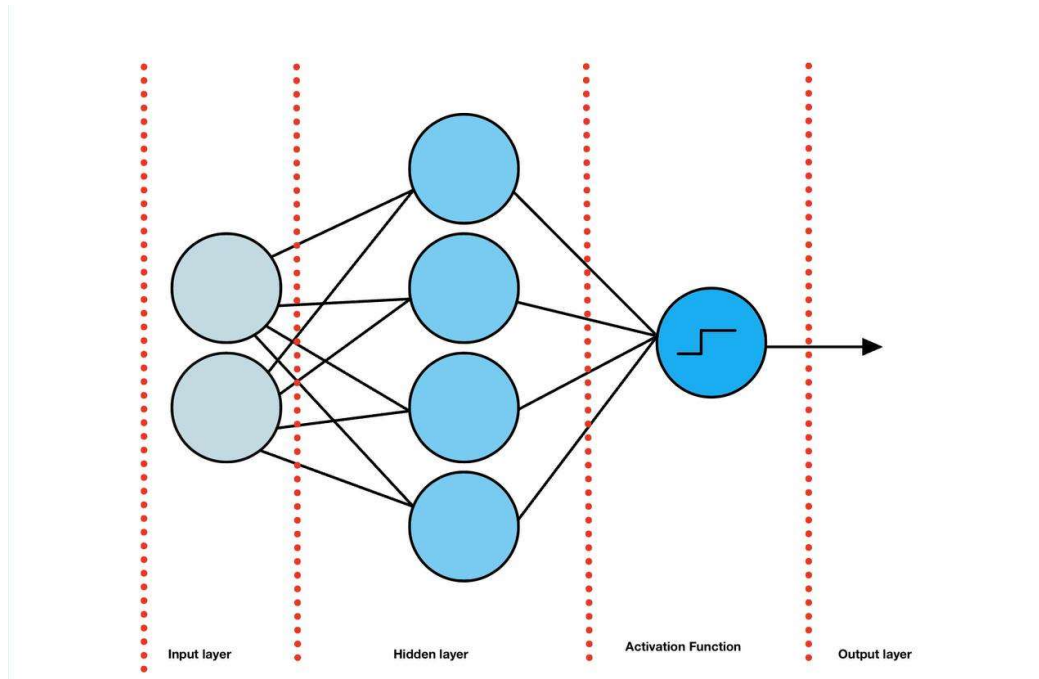 Input layer
Hidden layer
Activation Function
Output layer